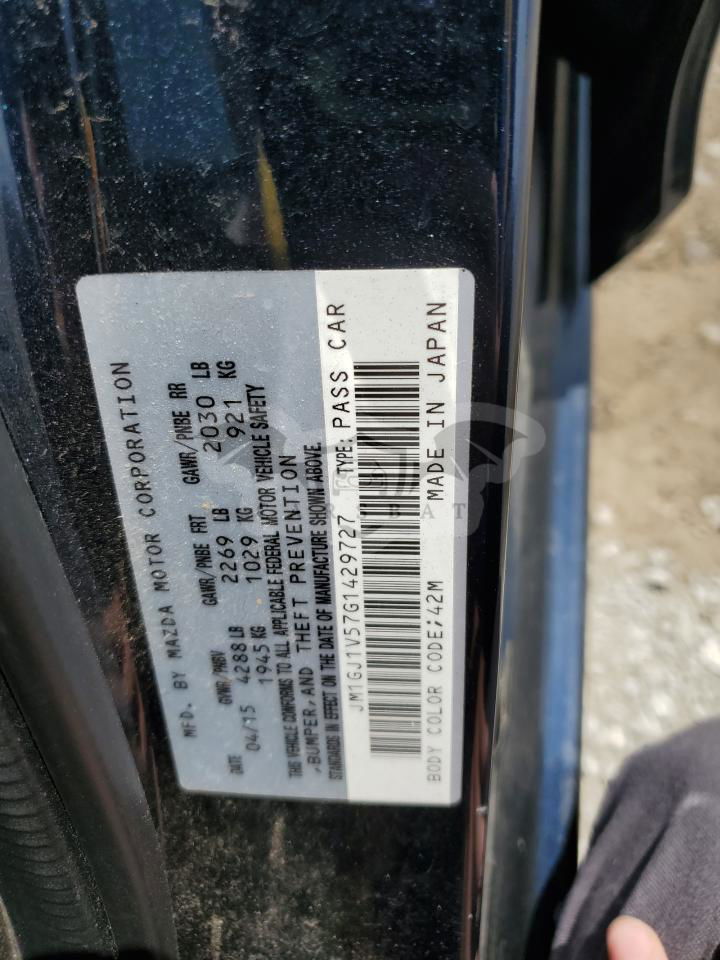 MFD. BY MAZDA MOTOR CORPORATION
DATE GVWR/PNBV GAWR/PNBE FRT GAWR/PNBE RR
04/15 4288 LB 2269 LB 2030 LB
1945 KG 1029 KG 921 KG
THIS VEHICLE CONFORMS TO ALL APPLICABLE FEDERAL MOTOR VEHICLE SAFETY
,BUMPER, AND THEFT PREVENTION
STANDARDS IN EFFECT ON THE DATE OF MANUFACTURE SHOWN ABOVE.
JM1GJ1V57G1429727 TYPE: PASS CAR
BODY COLOR CODE;42M MADE IN JAPAN